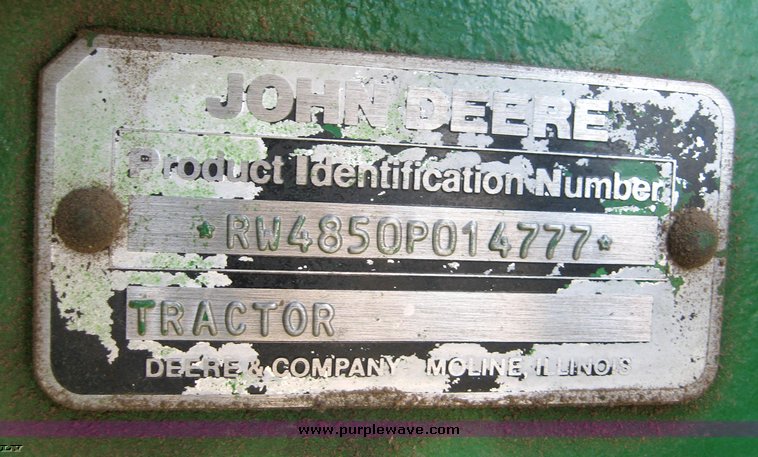 JOHN DEERE
Product Identification Number
*RW4850P014777*
TRACTOR
DEERE & COMPANY MOLINE, ILLINOIS
www.purplewave.com